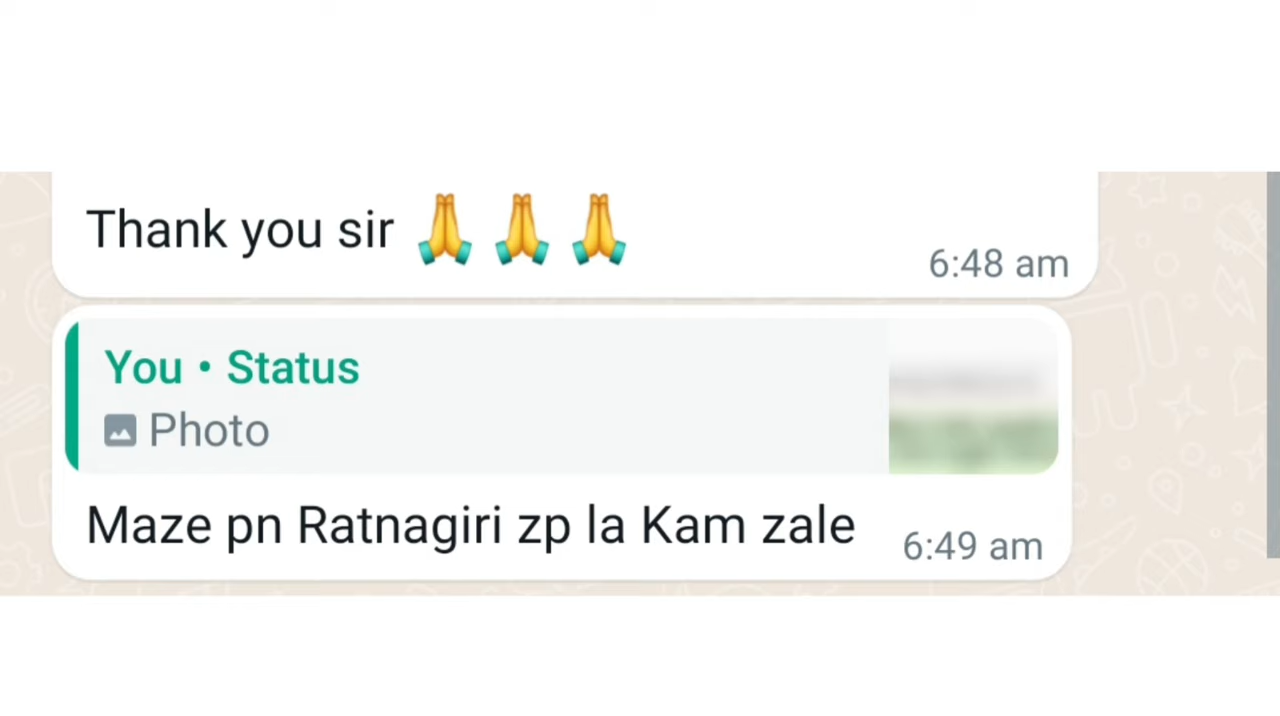 Thank you sir 🙏 🙏 🙏
6:48 am
You • Status
Photo
Maze pn Ratnagiri zp la Kam zale
6:49 am